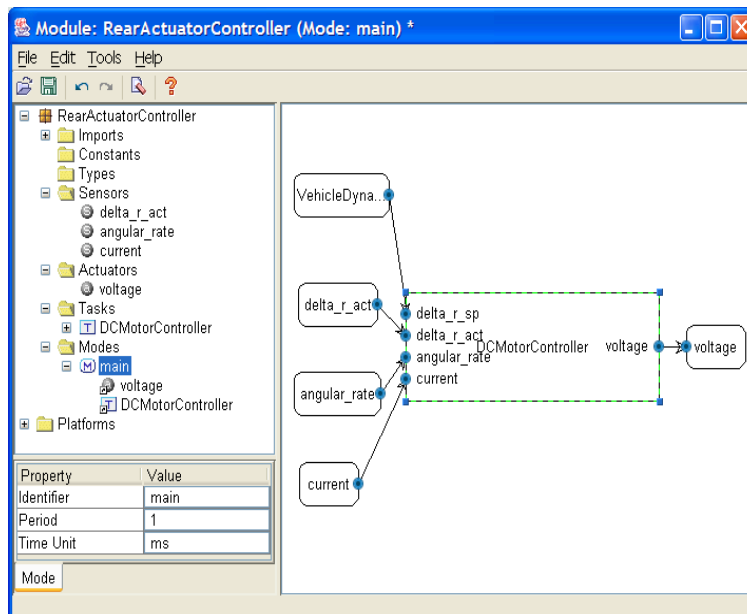 Module: RearActuatorController (Mode: main) *
File Edit Tools Help
RearActuatorController
Imports
Constants
Types
Sensors
delta_r_act
angular_rate
current
Actuators
voltage
Tasks
T DCMotorController
Modes
M main
voltage
T DCMotorController
Platforms
Property Value
Identifier main
Period 1
Time Unit ms
Mode
VehicleDyna...
delta_r_act
angular_rate
current
delta_r_sp
delta_r_act
angular_rate
current
DCMotorController
voltage
voltage